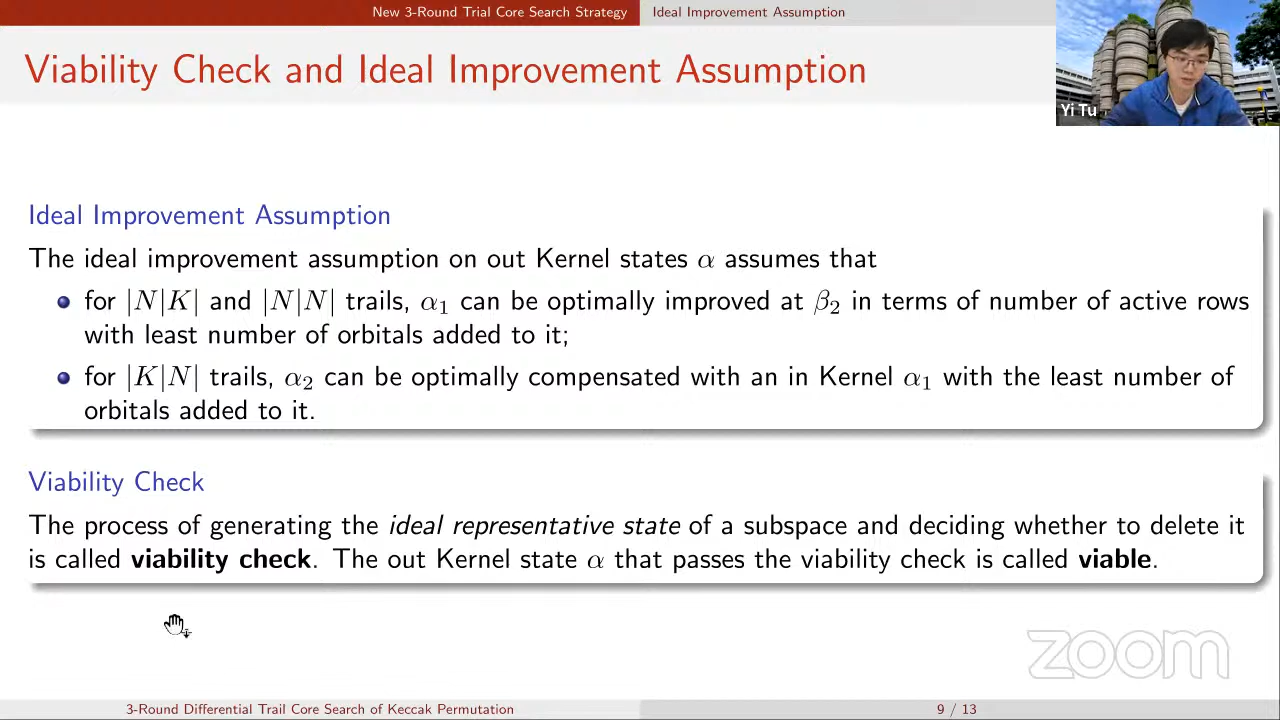 New 3-Round Trial Core Search Strategy
Ideal Improvement Assumption
Viability Check and Ideal Improvement Assumption
Yi Tu
Ideal Improvement Assumption
The ideal improvement assumption on out Kernel states α assumes that
for |N|K| and |N|N| trails, α₁ can be optimally improved at β₂ in terms of number of active rows
with least number of orbitals added to it;
for |K|N| trails, α₂ can be optimally compensated with an in Kernel α₁ with the least number of
orbitals added to it.
Viability Check
The process of generating the ideal representative state of a subspace and deciding whether to delete it
is called viability check. The out Kernel state α that passes the viability check is called viable.
zoom
3-Round Differential Trail Core Search of Keccak Permutation
9 / 13